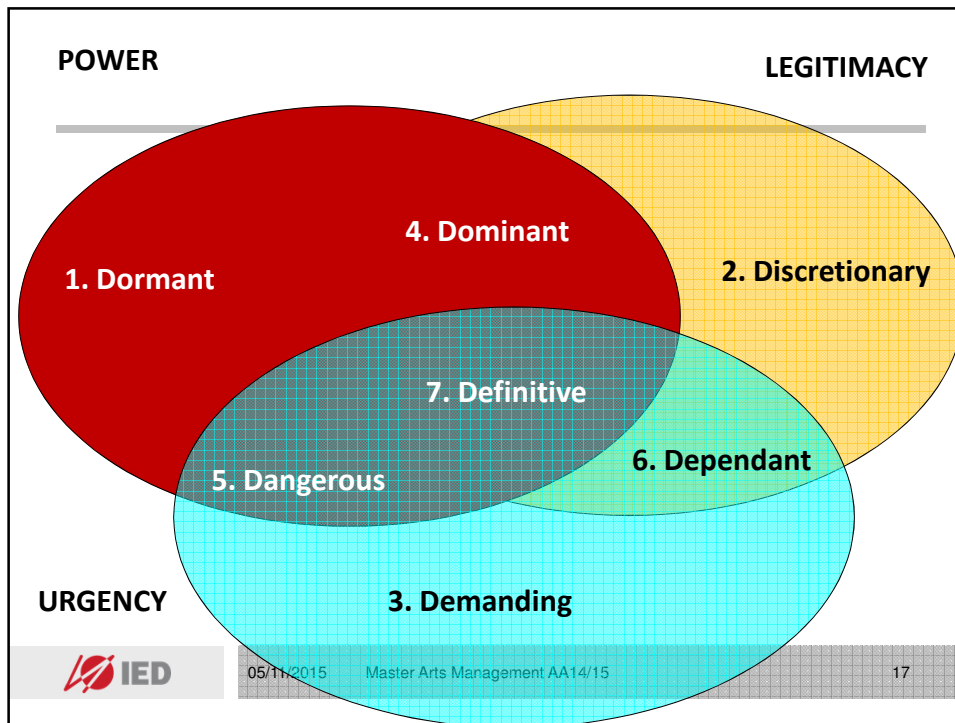 POWER
LEGITIMACY
4. Dominant
1. Dormant
2. Discretionary
7. Definitive
6. Dependant
5. Dangerous
URGENCY
3. Demanding
IED
05/11/2015 Master Arts Management AA14/15 17